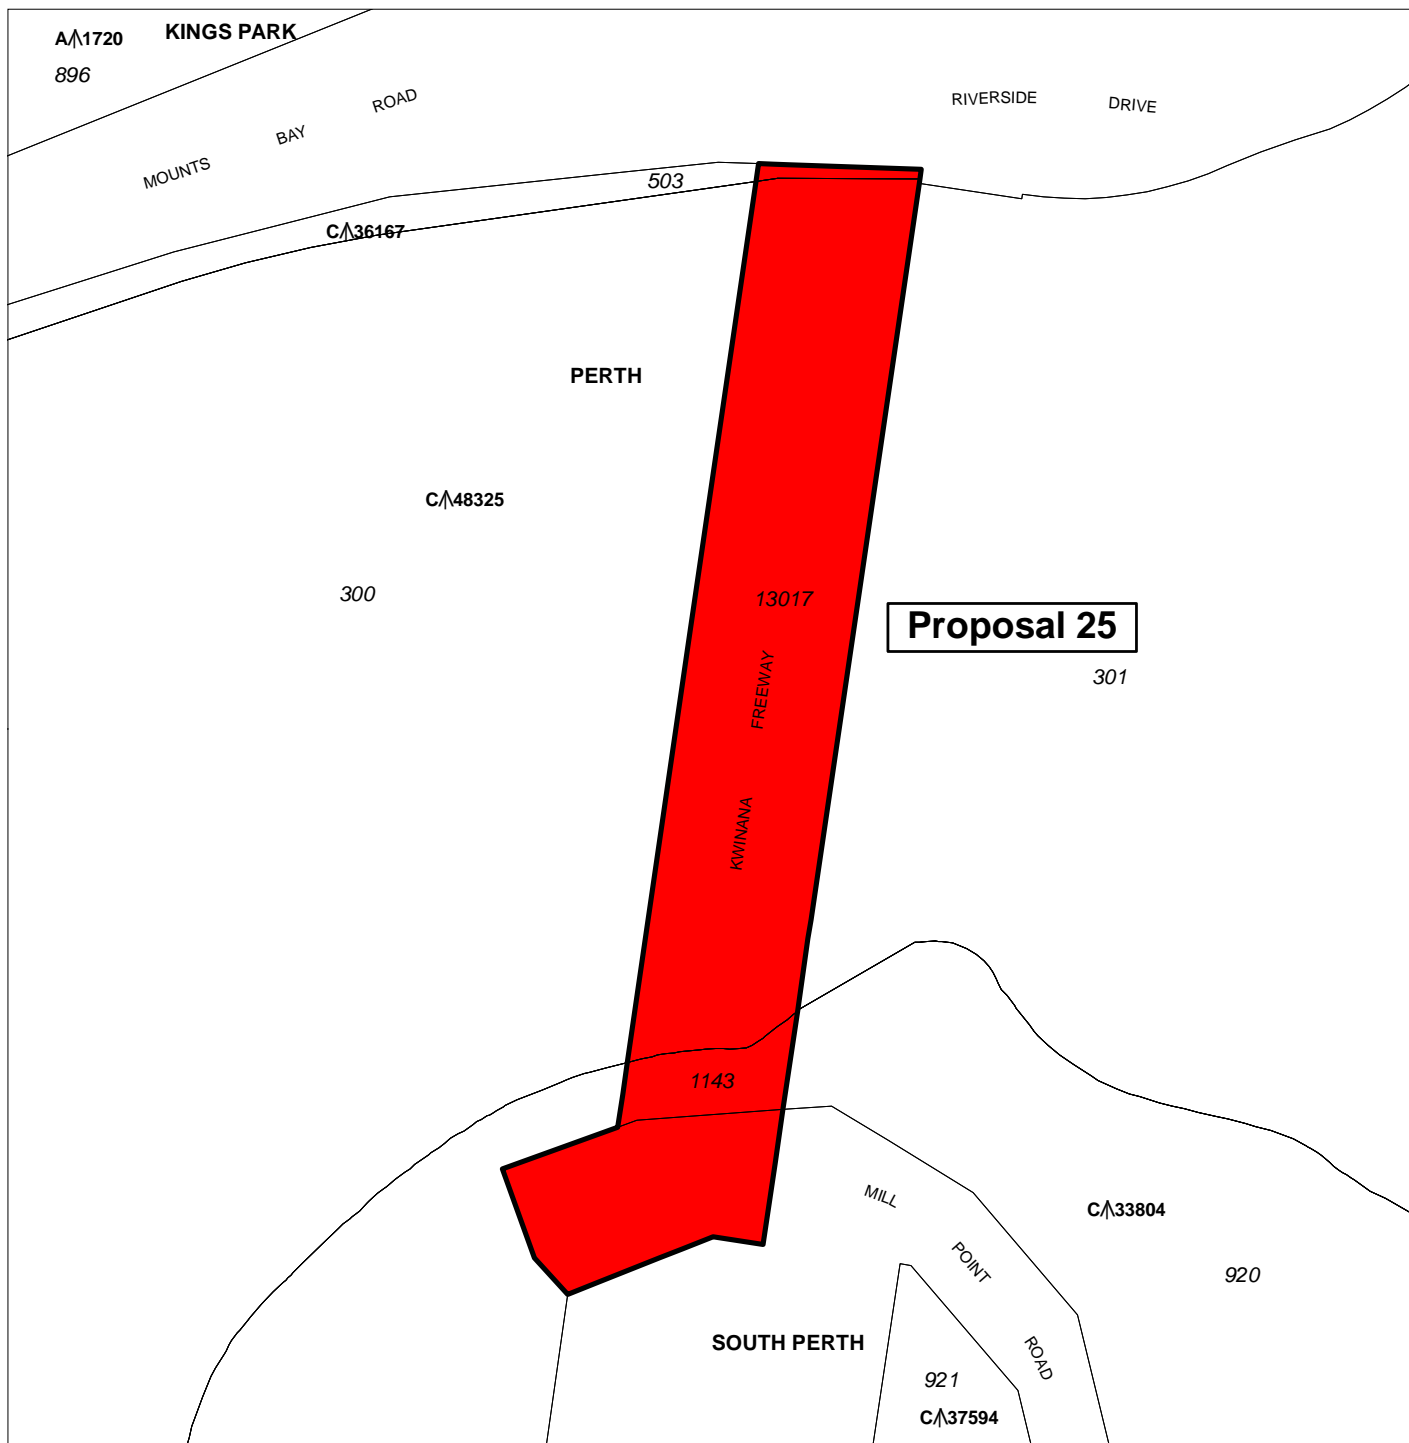 A⩚1720 KINGS PARK
896
MOUNTS BAY ROAD
RIVERSIDE DRIVE
503
C⩚36167
PERTH
C⩚48325
300
13017
Proposal 25
301
KWINANA FREEWAY
1143
MILL POINT ROAD
C⩚33804
920
SOUTH PERTH
921
C⩚37594